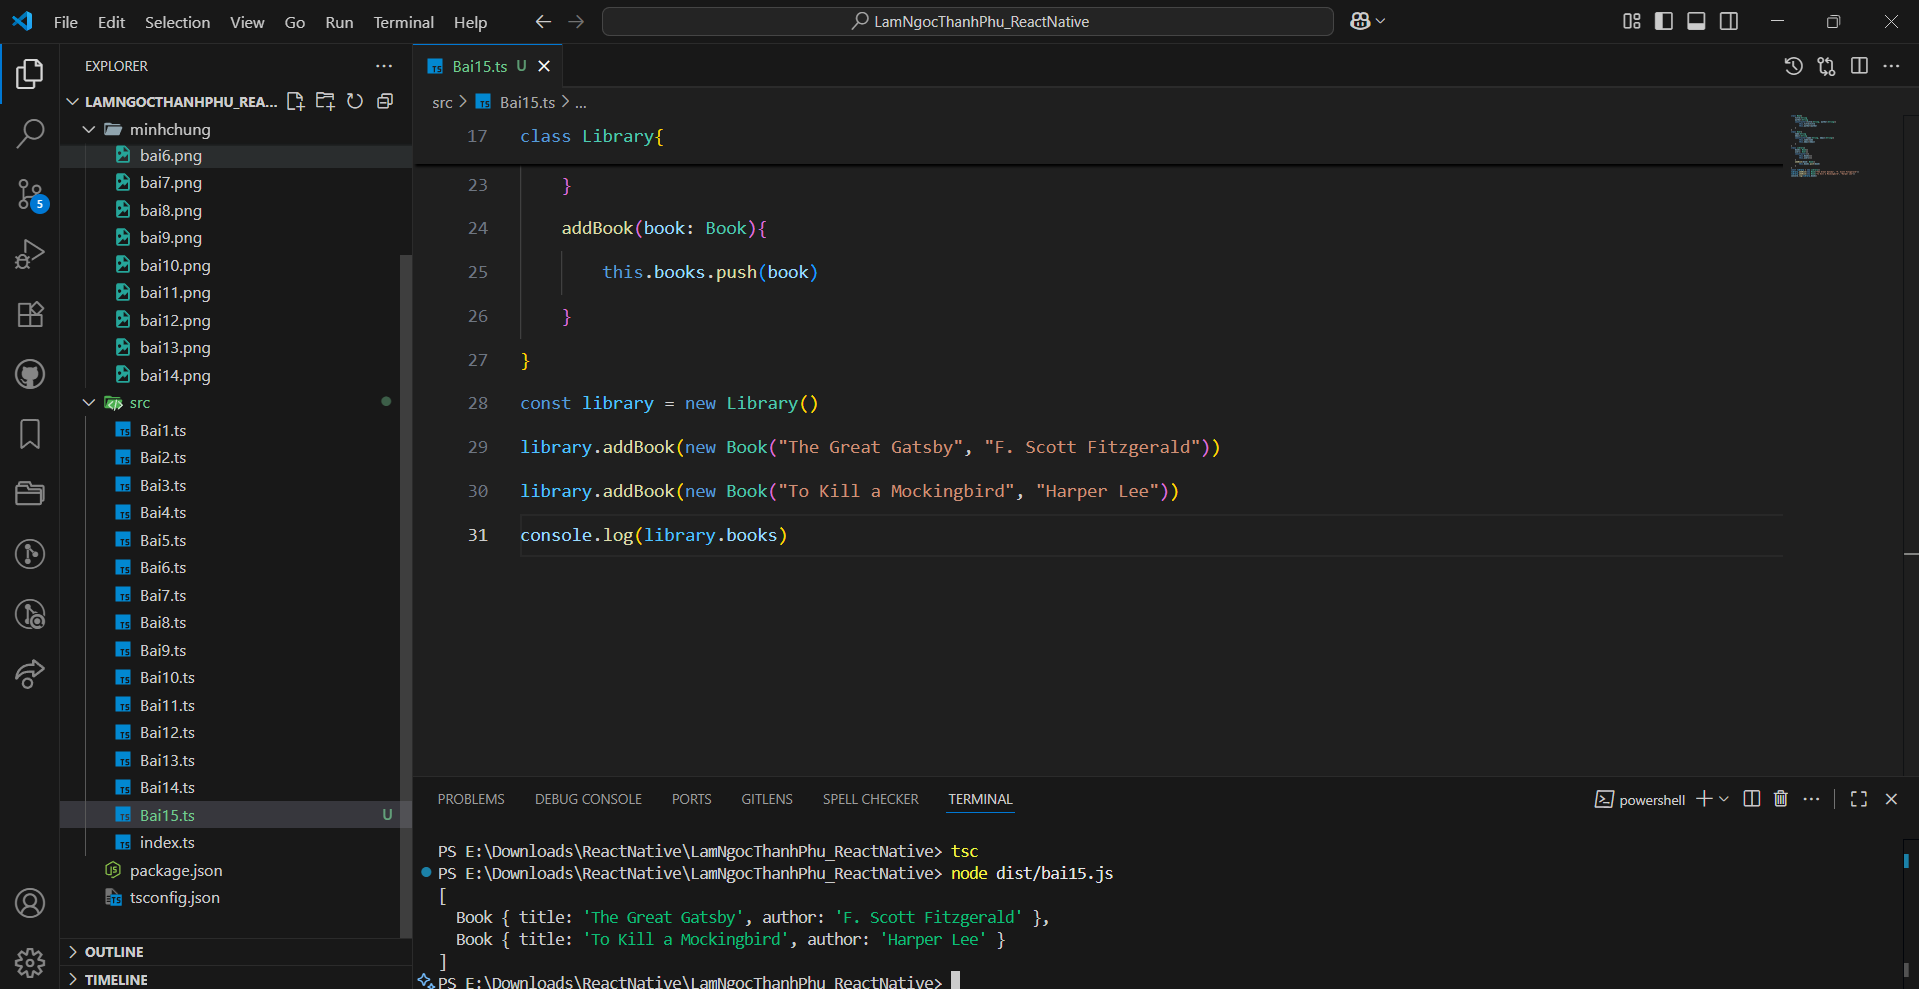 File Edit Selection View Go Run Terminal Help
LamNgocThanhPhu_ReactNative
EXPLORER
LAMNGOCTHANHPHU_REA...
minhchung
bai6.png
bai7.png
bai8.png
bai9.png
bai10.png
bai11.png
bai12.png
bai13.png
bai14.png
src
Bai1.ts
Bai2.ts
Bai3.ts
Bai4.ts
Bai5.ts
Bai6.ts
Bai7.ts
Bai8.ts
Bai9.ts
Bai10.ts
Bai11.ts
Bai12.ts
Bai13.ts
Bai14.ts
Bai15.ts U
index.ts
package.json
tsconfig.json
OUTLINE
TIMELINE
5
Bai15.ts U
src > Bai15.ts > ...
17 class Library{
23 }
24 addBook(book: Book){
25 this.books.push(book)
26 }
27 }
28 const library = new Library()
29 library.addBook(new Book("The Great Gatsby", "F. Scott Fitzgerald"))
30 library.addBook(new Book("To Kill a Mockingbird", "Harper Lee"))
31 console.log(library.books)
PROBLEMS DEBUG CONSOLE PORTS GITLENS SPELL CHECKER TERMINAL
powershell
PS E:\Downloads\ReactNative\LamNgocThanhPhu_ReactNative> tsc
PS E:\Downloads\ReactNative\LamNgocThanhPhu_ReactNative> node dist/bai15.js
[
Book { title: 'The Great Gatsby', author: 'F. Scott Fitzgerald' },
Book { title: 'To Kill a Mockingbird', author: 'Harper Lee' }
]
PS E:\Downloads\ReactNative\LamNgocThanhPhu_ReactNative>